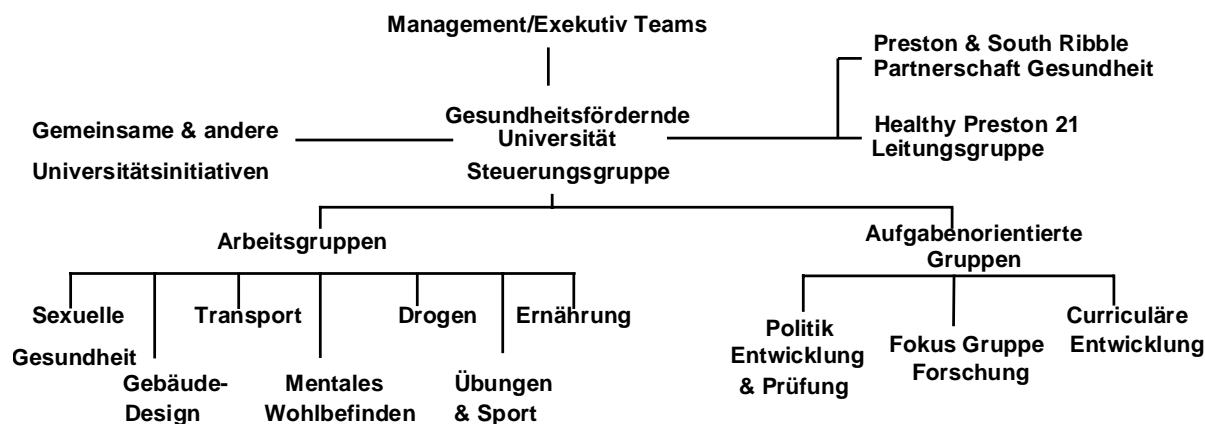 Management/Exekutiv Teams
Preston & South Ribble
Partnerschaft Gesundheit
Gesundheitsfördernde
Universität
Steuerungsgruppe
Gemeinsame & andere
Universitätsinitiativen
Healthy Preston 21
Leitungsgruppe
Arbeitsgruppen
Aufgabenorientierte
Gruppen
Sexuelle
Gesundheit
Gebäude-
Design
Transport
Mentales
Wohlbefinden
Drogen
Übungen
& Sport
Ernährung
Politik
Entwicklung
& Prüfung
Fokus Gruppe
Forschung
Curriculäre
Entwicklung